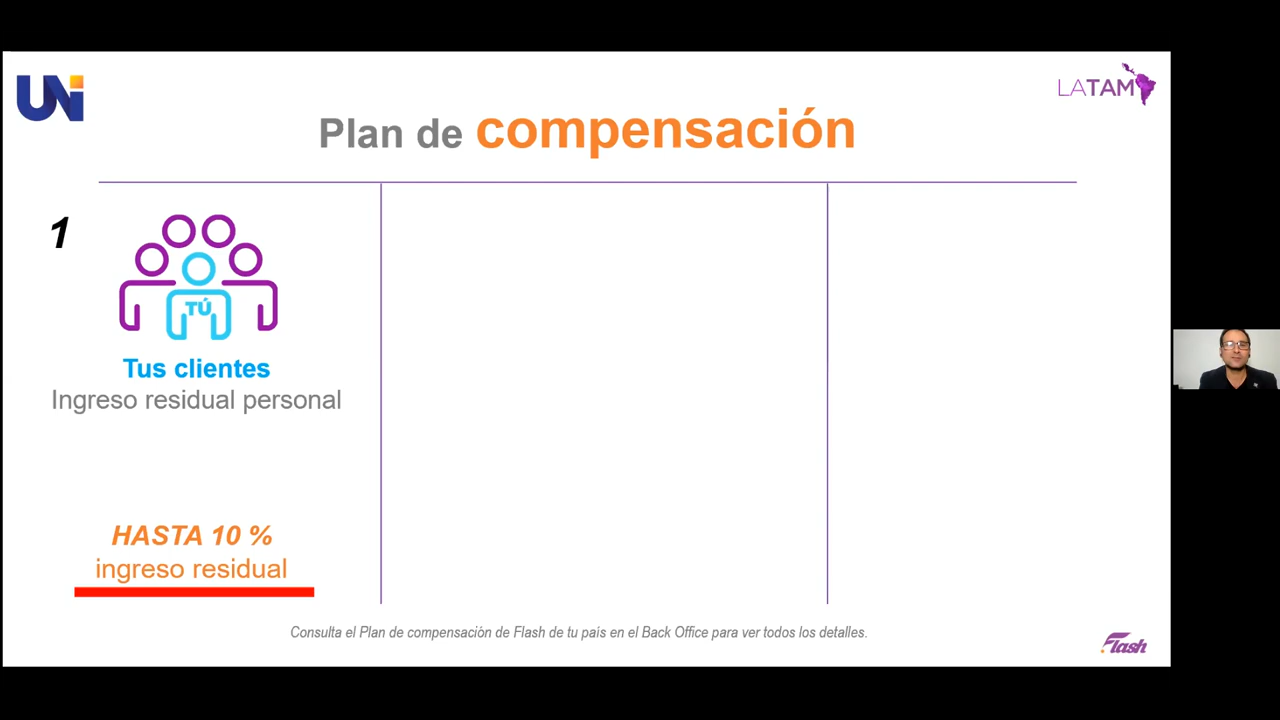 UNi
LATAM
Plan de compensación
1
TÚ
Tus clientes
Ingreso residual personal
HASTA 10 %
ingreso residual
Consulta el Plan de compensación de Flash de tu pais en el Back Office para ver todos los detalles.
Flash